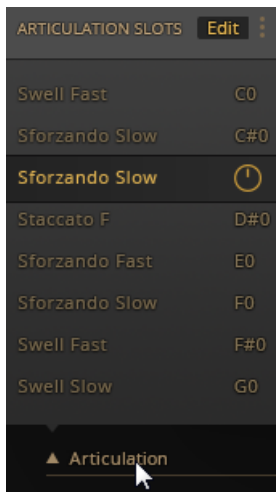 ARTICULATION SLOTS Edit
Swell Fast C0
Sforzando Slow C#0
Sforzando Slow
Staccato F D#0
Sforzando Fast E0
Sforzando Slow F0
Swell Fast F#0
Swell Slow G0
Articulation